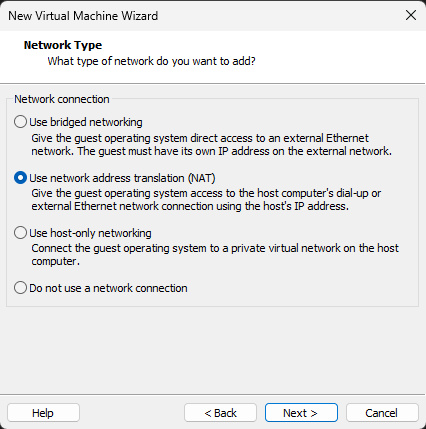 New Virtual Machine Wizard
Network Type
What type of network do you want to add?
Network connection
Use bridged networking
Give the guest operating system direct access to an external Ethernet
network. The guest must have its own IP address on the external network.
Use network address translation (NAT)
Give the guest operating system access to the host computer's dial-up or
external Ethernet network connection using the host's IP address.
Use host-only networking
Connect the guest operating system to a private virtual network on the host
computer.
Do not use a network connection
Help
< Back
Next >
Cancel